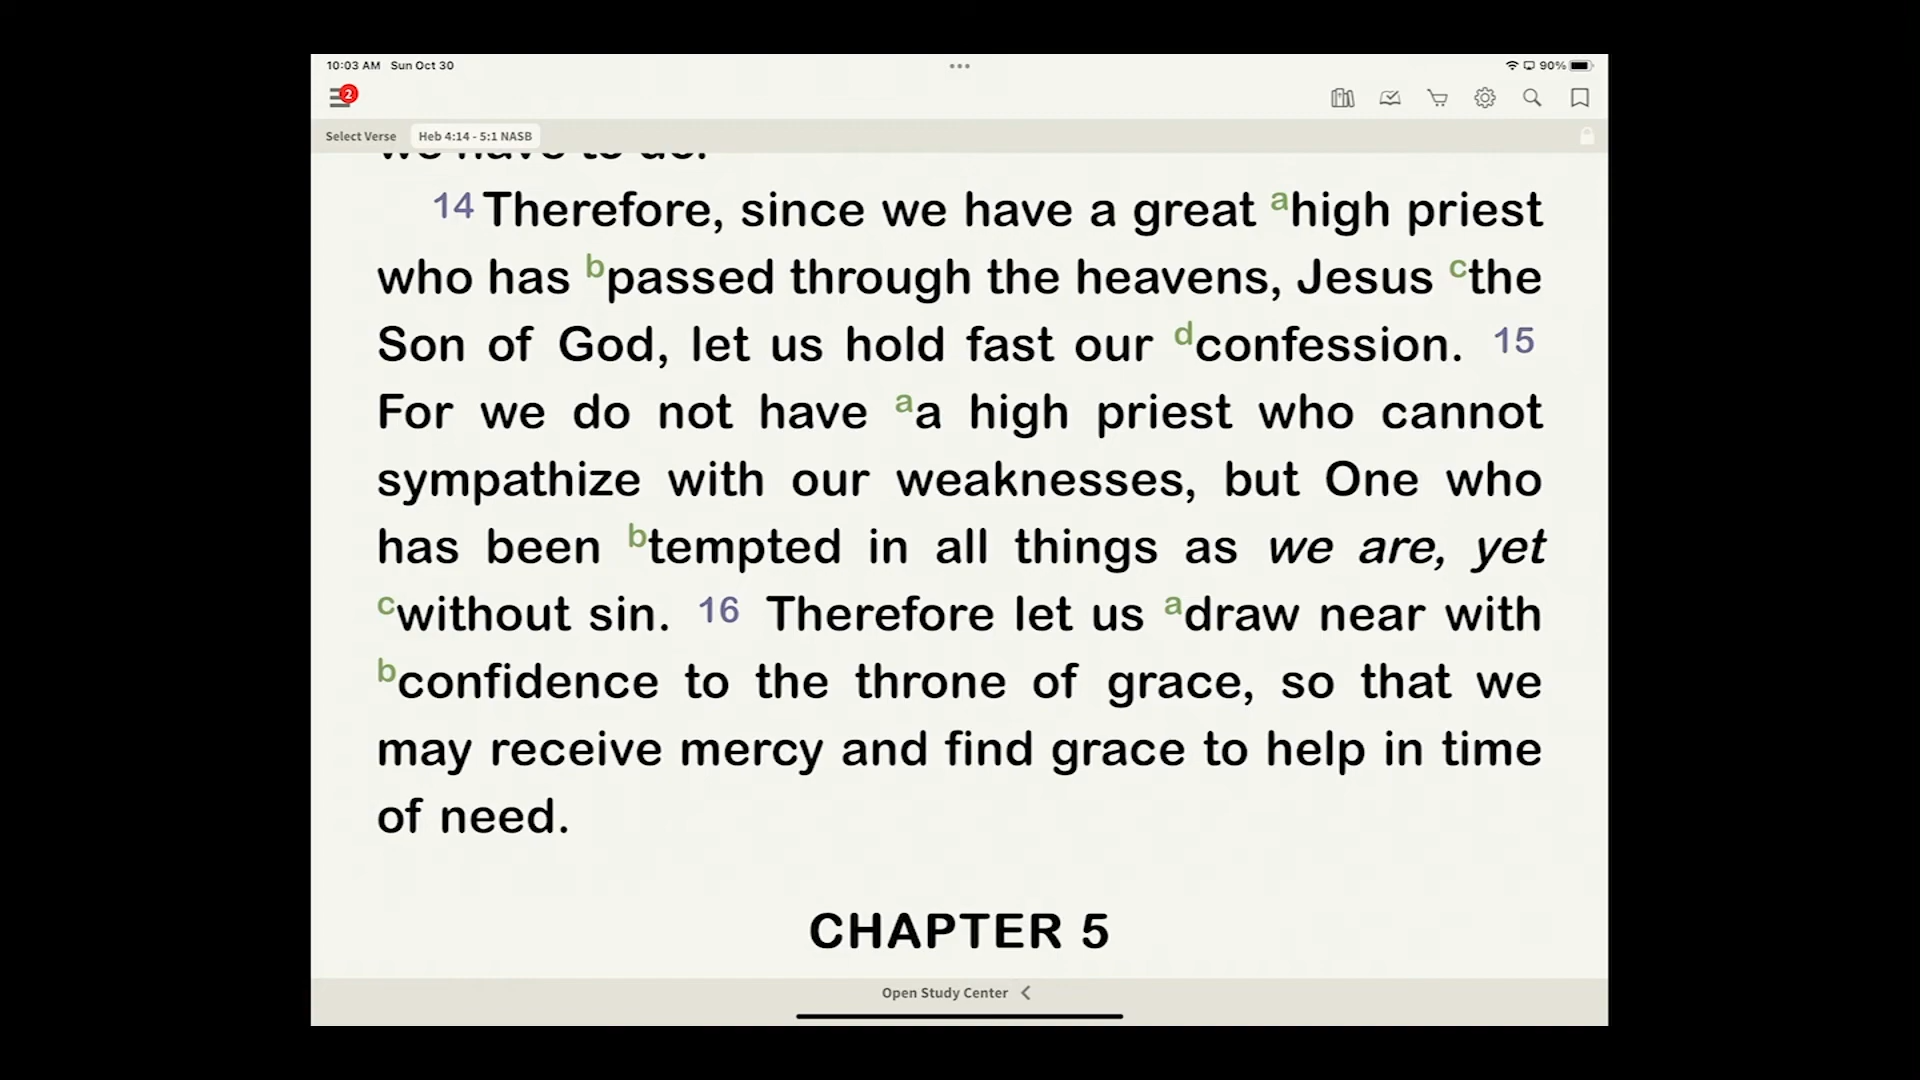 10:03 AM Sun Oct 30
90%
2
Select Verse Heb 4:14 - 5:1 NASB
we have to do.
14 Therefore, since we have a great ahigh priest
who has bpassed through the heavens, Jesus cthe
Son of God, let us hold fast our dconfession. 15
For we do not have aa high priest who cannot
sympathize with our weaknesses, but One who
has been btempted in all things as we are, yet
cwithout sin. 16 Therefore let us adraw near with
bconfidence to the throne of grace, so that we
may receive mercy and find grace to help in time
of need.
CHAPTER 5
Open Study Center